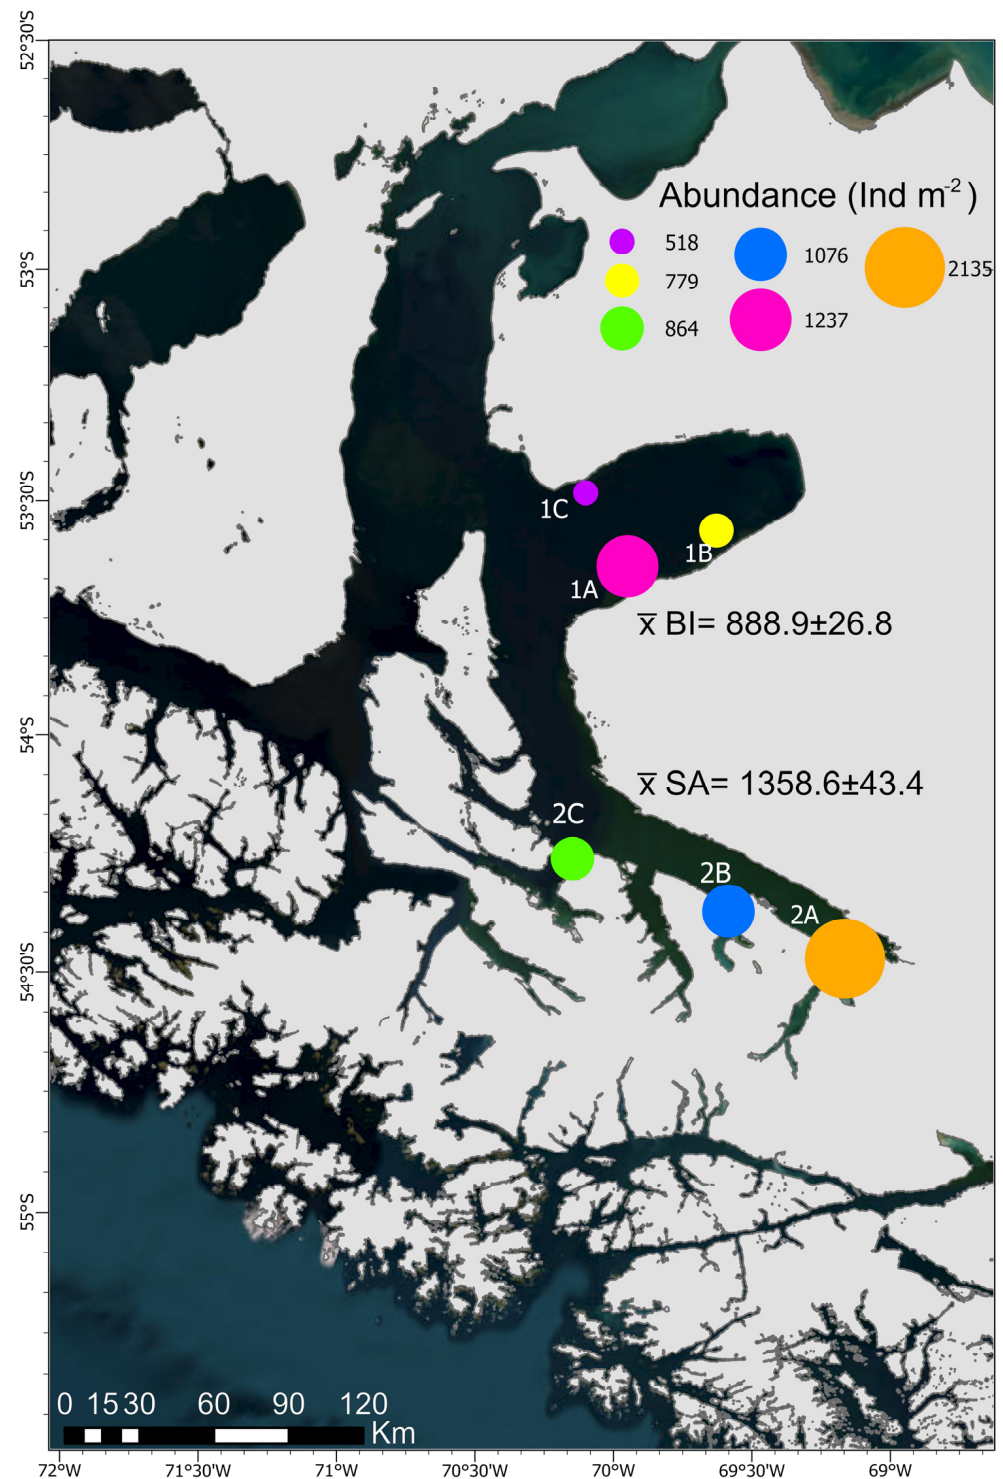 52°30'S
Abundance (Ind m⁻²)
518
1076
2135
779
864
1237
53°S
1C
53°30'S
1B
1A
x̅ BI= 888.9±26.8
54°S
x̅ SA= 1358.6±43.4
2C
2B
2A
54°30'S
55°S
0 15 30 60 90 120
Km
72°W 71°30'W 71°W 70°30'W 70°W 69°30'W 69°W